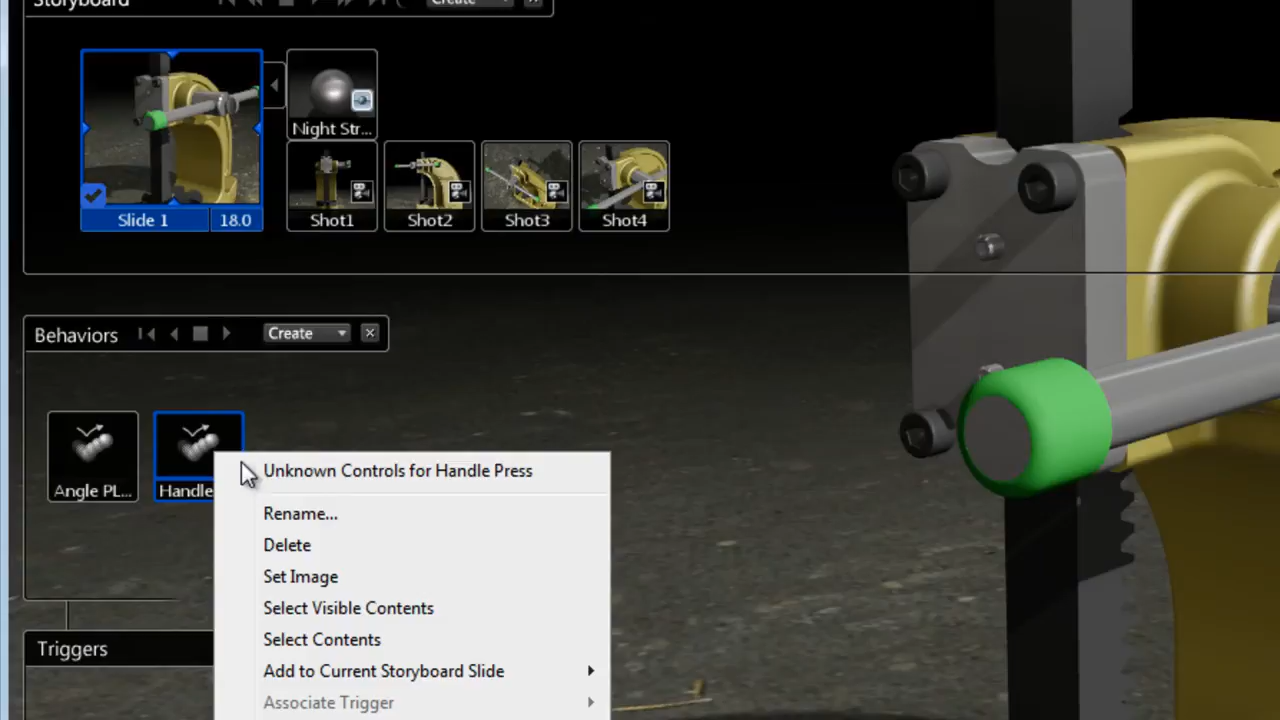 Storyboard
Create
Night Str...
Slide 1
18.0
Shot1
Shot2
Shot3
Shot4
Behaviors
Create
Angle PL...
Handle
Unknown Controls for Handle Press
Rename...
Delete
Set Image
Select Visible Contents
Select Contents
Add to Current Storyboard Slide
Associate Trigger
Triggers